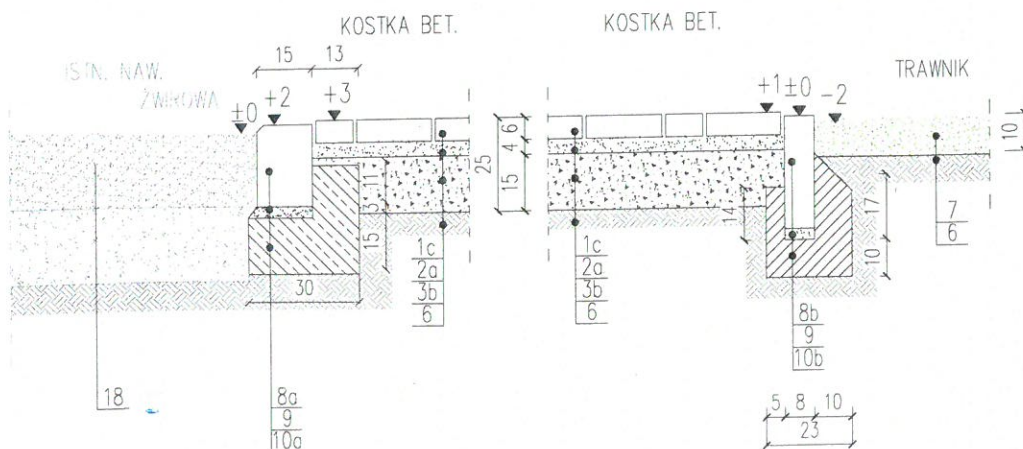 KOSTKA BET.
KOSTKA BET.
15
13
ISTN. NAW.
ŻWIROWA
TRAWNIK
±0
+2
+3
+1
±0
-2
6
4
15
25
10
11
3
15
30
14
17
10
1c
2a
3b
6
1c
2a
3b
6
7
6
18
8a
9
10a
8b
9
10b
5
8
10
23